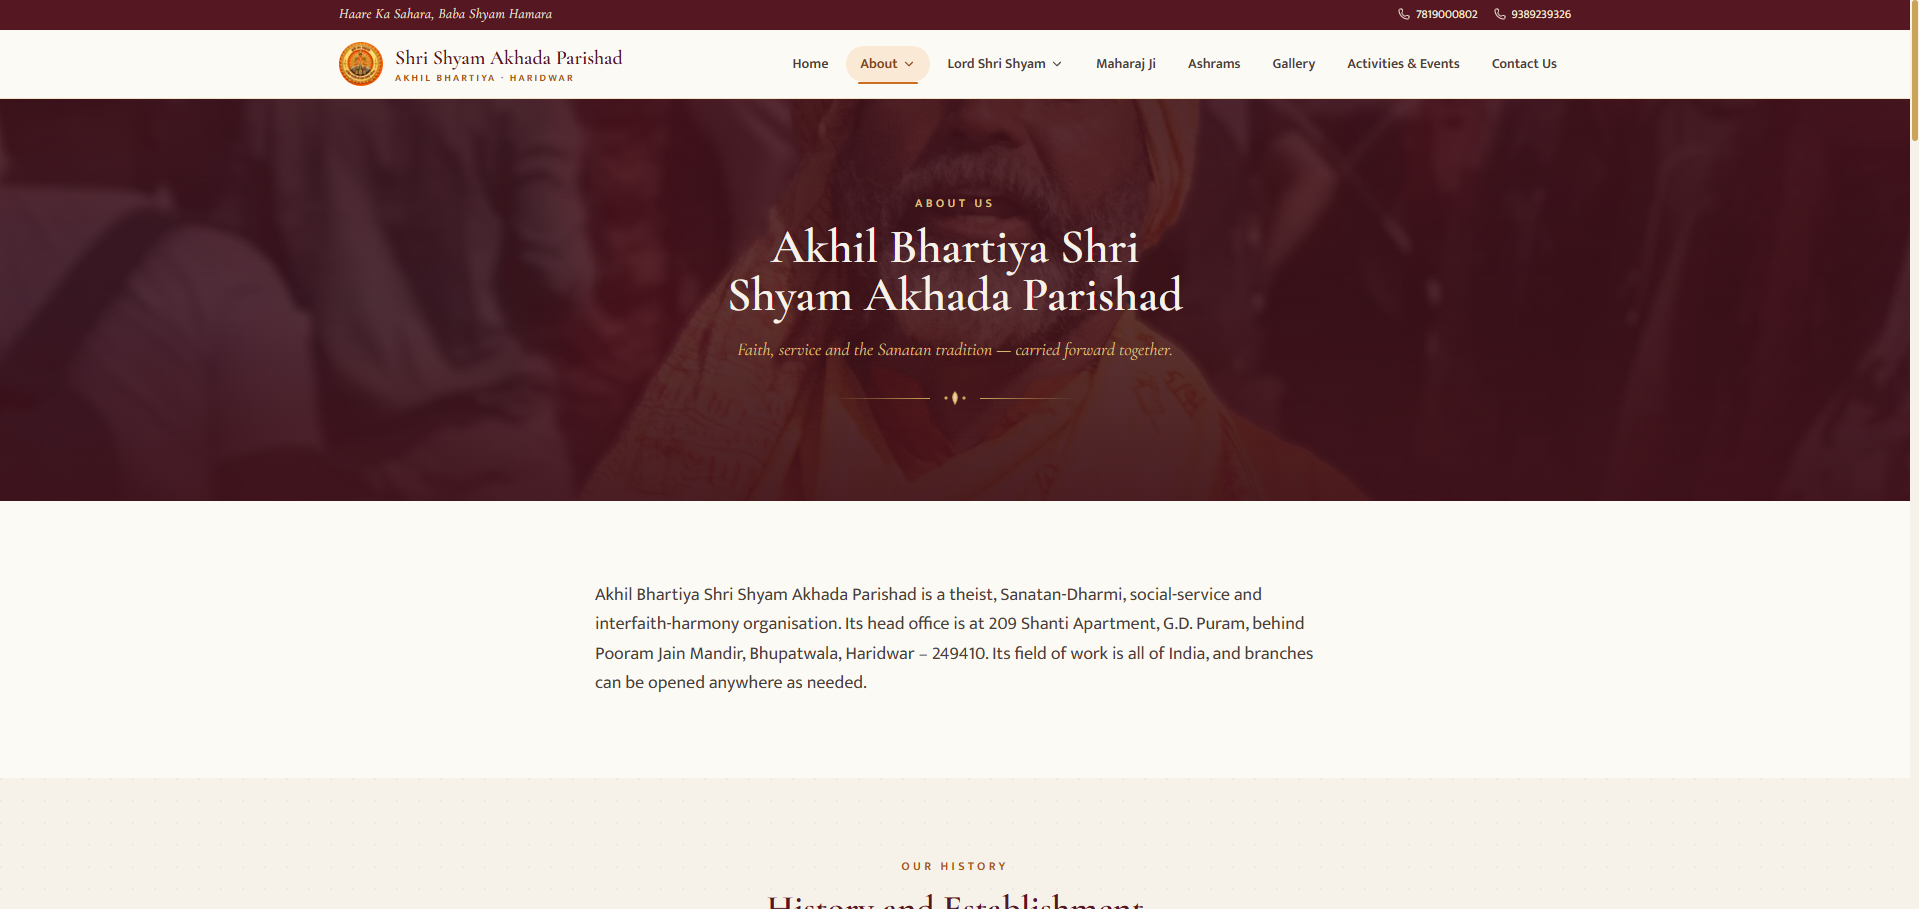 Haare Ka Sahara, Baba Shyam Hamara
7819000802
9389239326
Shri Shyam Akhada Parishad
AKHIL BHARTIYA · HARIDWAR
Home
About
Lord Shri Shyam
Maharaj Ji
Ashrams
Gallery
Activities & Events
Contact Us
ABOUT US
Akhil Bhartiya Shri
Shyam Akhada Parishad
Faith, service and the Sanatan tradition — carried forward together.
Akhil Bhartiya Shri Shyam Akhada Parishad is a theist, Sanatan-Dharmi, social-service and
interfaith-harmony organisation. Its head office is at 209 Shanti Apartment, G.D. Puram, behind
Pooram Jain Mandir, Bhupatwala, Haridwar – 249410. Its field of work is all of India, and branches
can be opened anywhere as needed.
OUR HISTORY
History and Establishment